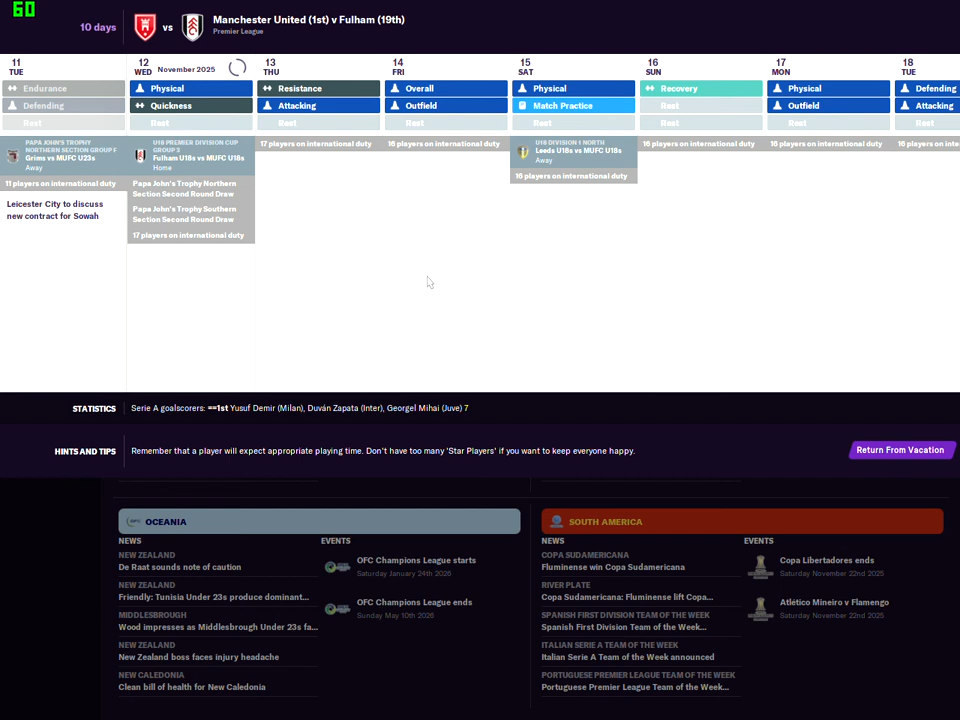 60
10 days
vs
Manchester United (1st) v Fulham (19th)
Premier League
11
TUE
12
WED November 2025
13
THU
14
FRI
15
SAT
16
SUN
17
MON
18
TUE
Endurance
Physical
Resistance
Overall
Physical
Recovery
Physical
Defending
Defending
Quickness
Attacking
Outfield
Match Practice
Rest
Outfield
Attacking
Rest
Rest
Rest
Rest
Rest
Rest
Rest
Rest
PAPA JOHN'S TROPHY
NORTHERN SECTION GROUP F
Grims vs MUFC U23s
Away
11 players on international duty
Leicester City to discuss
new contract for Sowah
U18 PREMIER DIVISION CUP
GROUP 3
Fulham U18s vs MUFC U18s
Home
Papa John's Trophy Northern
Section Second Round Draw
Papa John's Trophy Southern
Section Second Round Draw
17 players on international duty
17 players on international duty
16 players on international duty
U18 DIVISION 1 NORTH
Leeds U18s vs MUFC U18s
Away
16 players on international duty
16 players on international duty
16 players on international duty
16 players on inte
STATISTICS
Serie A goalscorers: ==1st Yusuf Demir (Milan), Duván Zapata (Inter), Georgel Mihai (Juve) 7
HINTS AND TIPS
Remember that a player will expect appropriate playing time. Don't have too many 'Star Players' if you want to keep everyone happy.
Return From Vacation
OCEANIA
NEWS
NEW ZEALAND
De Raat sounds note of caution
NEW ZEALAND
Friendly: Tunisia Under 23s produce dominant...
MIDDLESBROUGH
Wood impresses as Middlesbrough Under 23s fa...
NEW ZEALAND
New Zealand boss faces injury headache
NEW CALEDONIA
Clean bill of health for New Caledonia
EVENTS
OFC Champions League starts
Saturday January 24th 2026
OFC Champions League ends
Sunday May 10th 2026
SOUTH AMERICA
NEWS
COPA SUDAMERICANA
Fluminense win Copa Sudamericana
RIVER PLATE
Copa Sudamericana: Fluminense lift Copa...
SPANISH FIRST DIVISION TEAM OF THE WEEK
Spanish First Division Team of the Week...
ITALIAN SERIE A TEAM OF THE WEEK
Italian Serie A Team of the Week announced
PORTUGUESE PREMIER LEAGUE TEAM OF THE WEEK
Portuguese Premier League Team of the Week...
EVENTS
Copa Libertadores ends
Saturday November 22nd 2025
Atlético Mineiro v Flamengo
Saturday November 22nd 2025